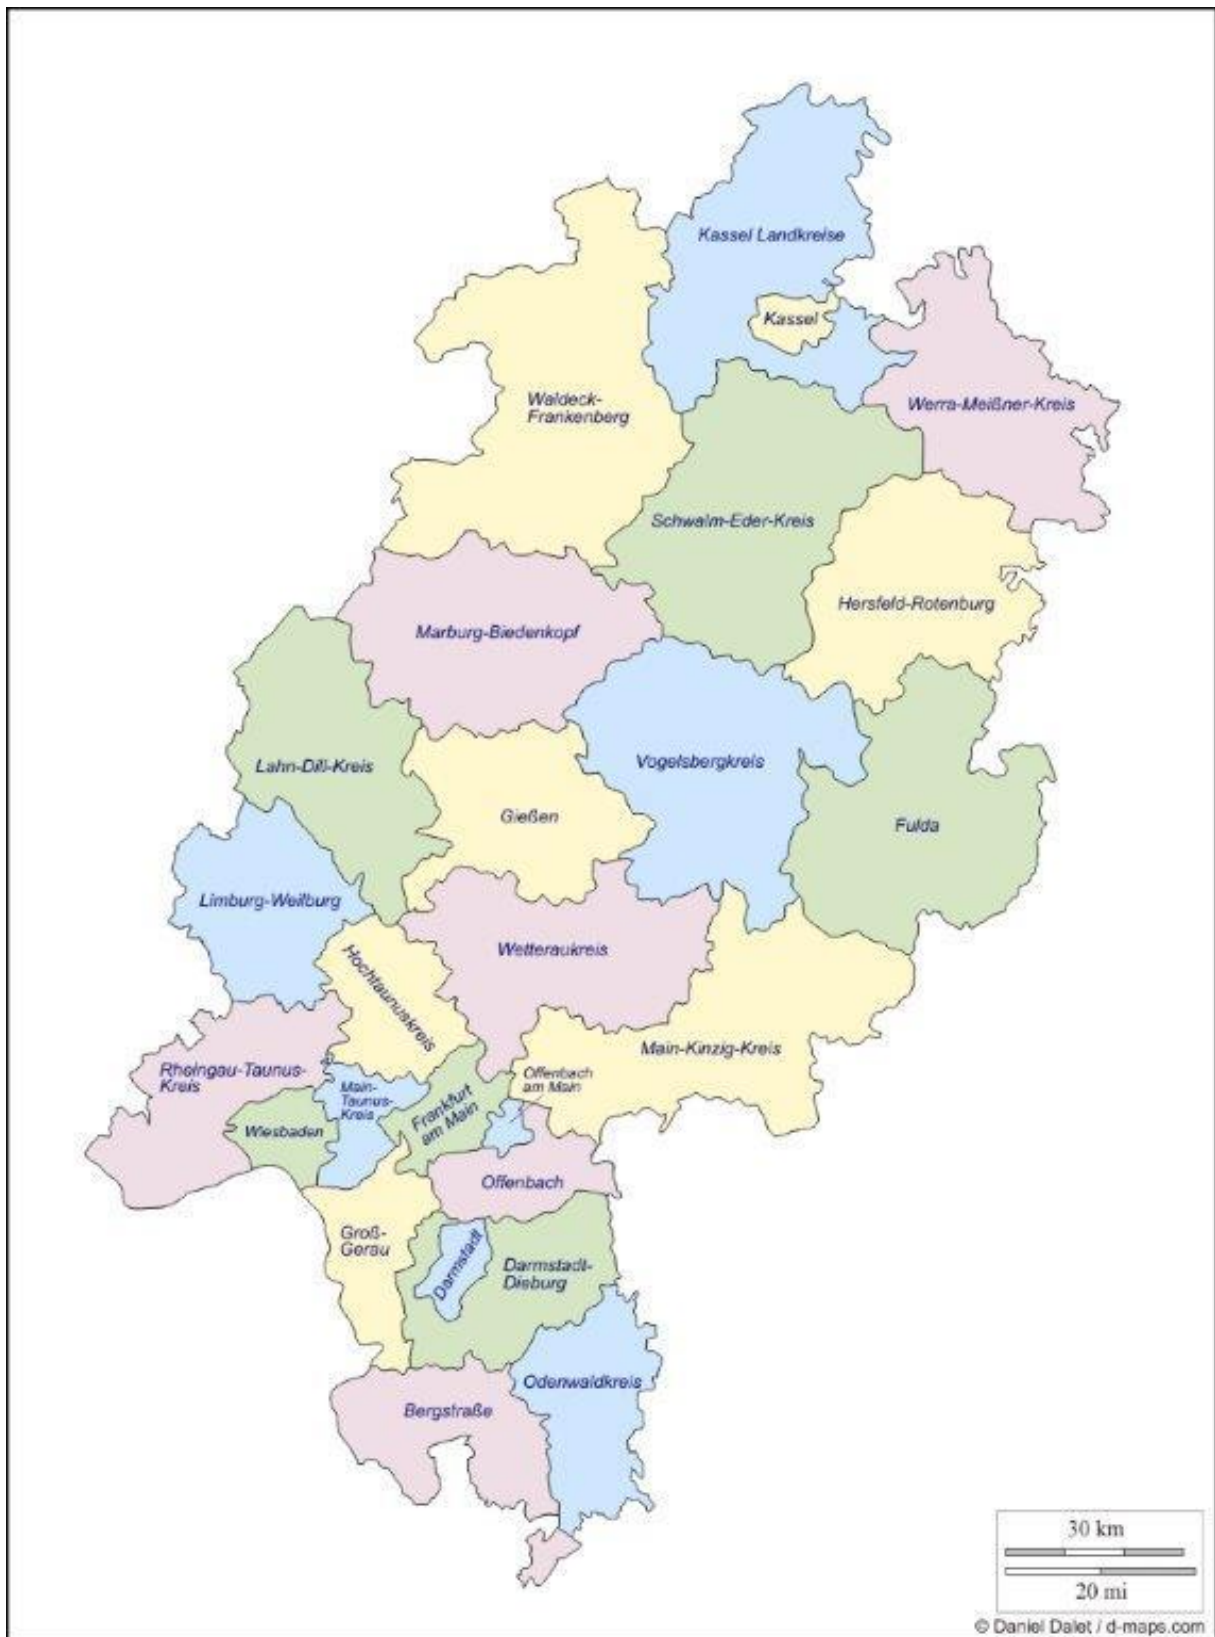 Kassel Landkreise
Kassel
Waldeck-
Frankenberg
Werra-Meißner-Kreis
Schwalm-Eder-Kreis
Hersfeld-Rotenburg
Marburg-Biedenkopf
Lahn-Dill-Kreis
Vogelsbergkreis
Gießen
Fulda
Limburg-Weilburg
Wetteraukreis
Hochtaunuskreis
Main-Kinzig-Kreis
Rheingau-Taunus-
Kreis
Offenbach
am Main
Main-
Taunus-
Kreis
Frankfurt
am Main
Wiesbaden
Offenbach
Groß-
Gerau
Darmstadt
Darmstadt-
Dieburg
Odenwaldkreis
Bergstraße
30 km
20 mi
© Daniel Dalet / d-maps.com